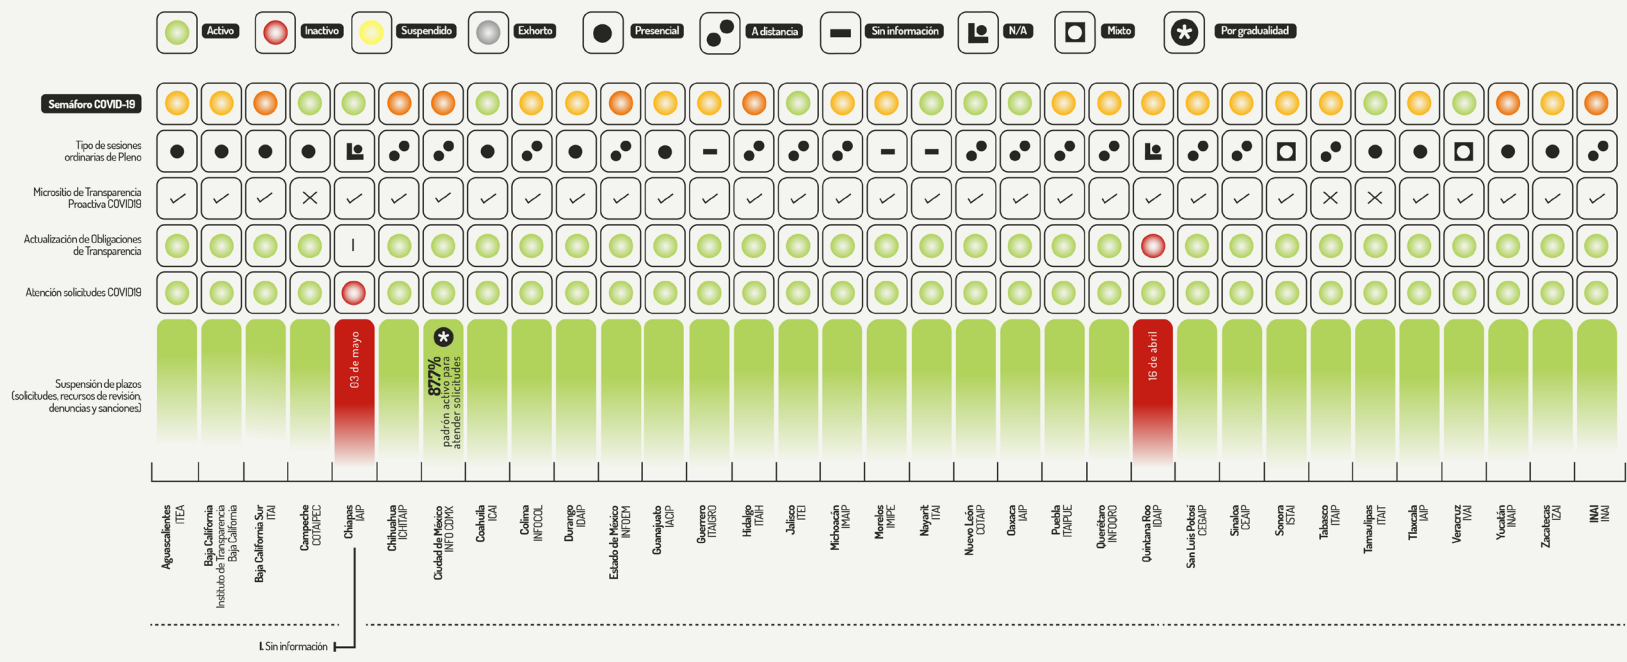 Activo
Inactivo
Suspendido
Exhorto
Presencial
A distancia
Sin información
N/A
Mixto
Por gradualidad
Semáforo COVID-19
Tipo de sesiones
ordinarias de Pleno
Micrositio de Transparencia
Proactiva COVID19
Actualización de Obligaciones
de Transparencia
Atención solicitudes COVID19
Suspensión de plazos
(solicitudes, recursos de revisión,
denuncias y sanciones)
03 de mayo
87.7%
padrón activo para
atender solicitudes
16 de abril
Aguascalientes
ITEA
Baja California
Instituto de Transparencia
Baja California
Baja California Sur
ITAI
Campeche
COTAIPEC
Chiapas
IAIP
Chihuahua
ICHITAIP
Ciudad de México
INFO CDMX
Coahuila
ICAI
Colima
INFOCOL
Durango
IDAIP
Estado de México
INFOEM
Guanajuato
IACIP
Guerrero
ITAIGRO
Hidalgo
ITAIH
Jalisco
ITEI
Michoacán
IMAIP
Morelos
IMIPE
Nayarit
ITAI
Nuevo León
COTAIP
Oaxaca
IAIP
Puebla
ITAIPUE
Querétaro
INFOQRO
Quintana Roo
IDAIP
San Luis Potosí
CEGAIP
Sinaloa
CEAIP
Sonora
ISTAI
Tabasco
ITAIP
Tamaulipas
ITAIT
Tlaxcala
IAIP
Veracruz
IVAI
Yucatán
INAIP
Zacatecas
IZAI
INAI
INAI
I. Sin información